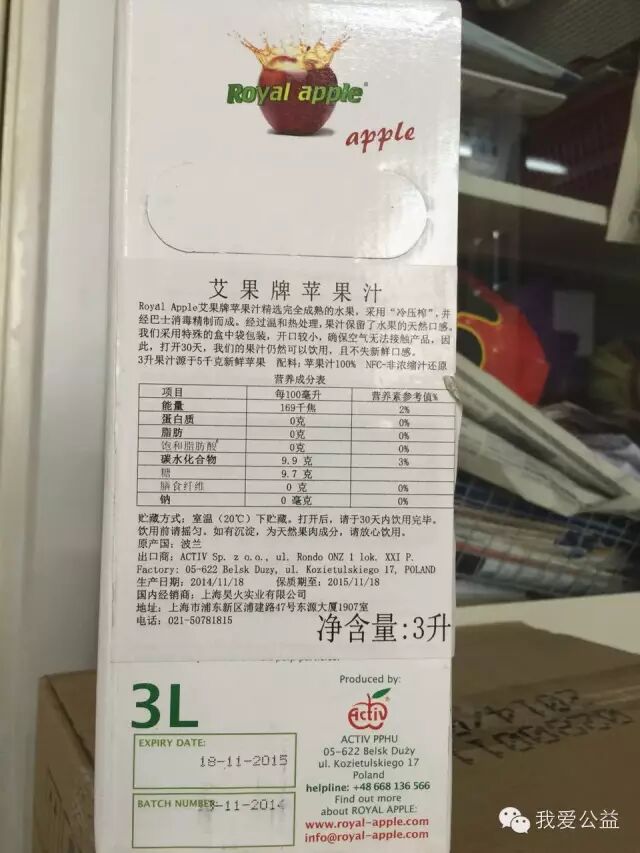 Royal apple®
apple
艾果牌苹果汁
Royal Apple艾果牌苹果汁精选完全成熟的水果，采用“冷压榨”，并
经巴士消毒精制而成。经过温和热处理，果汁保留了水果的天然口感。
我们采用特殊的盒中袋包装，开口较小，确保空气无法接触产品，因
此，打开30天，我们的果汁仍然可以饮用，且不失新鲜口感。
3升果汁源于5千克新鲜苹果 配料：苹果汁100% NFC-非浓缩汁还原
营养成分表
项目 每100毫升 营养素参考值%
能量 169千焦 2%
蛋白质 0克 0%
脂肪 0克 0%
饱和脂肪酸 0克 0%
碳水化合物 9.9 克 3%
糖 9.7 克
膳食纤维 0 克 0%
钠 0 毫克 0%
贮藏方式：室温（20℃）下贮藏。打开后，请于30天内饮用完毕。
饮用前请摇匀。如有沉淀，为天然果肉成分，请放心饮用。
原产国：波兰
出口商：ACTIV Sp. z o.o., ul. Rondo ONZ 1 lok. XXI P.
Factory: 05-622 Belsk Duzy, ul. Kozietulskiego 17, POLAND
生产日期：2014/11/18 保质期至：2015/11/18
国内经销商：上海昊火实业有限公司
地址：上海市浦东新区浦建路47号东源大厦1907室
电话：021-50781815
净含量:3升
3L
EXPIRY DATE:
18-11-2015
BATCH NUMBER
-11-2014
Produced by:
Activ
ACTIV PPHU
05-622 Belsk Duży
ul. Kozietulskiego 17
Poland
helpline: +48 668 136 566
Find out more
about ROYAL APPLE:
www.royal-apple.com
info@royal-apple.com
我爱公益